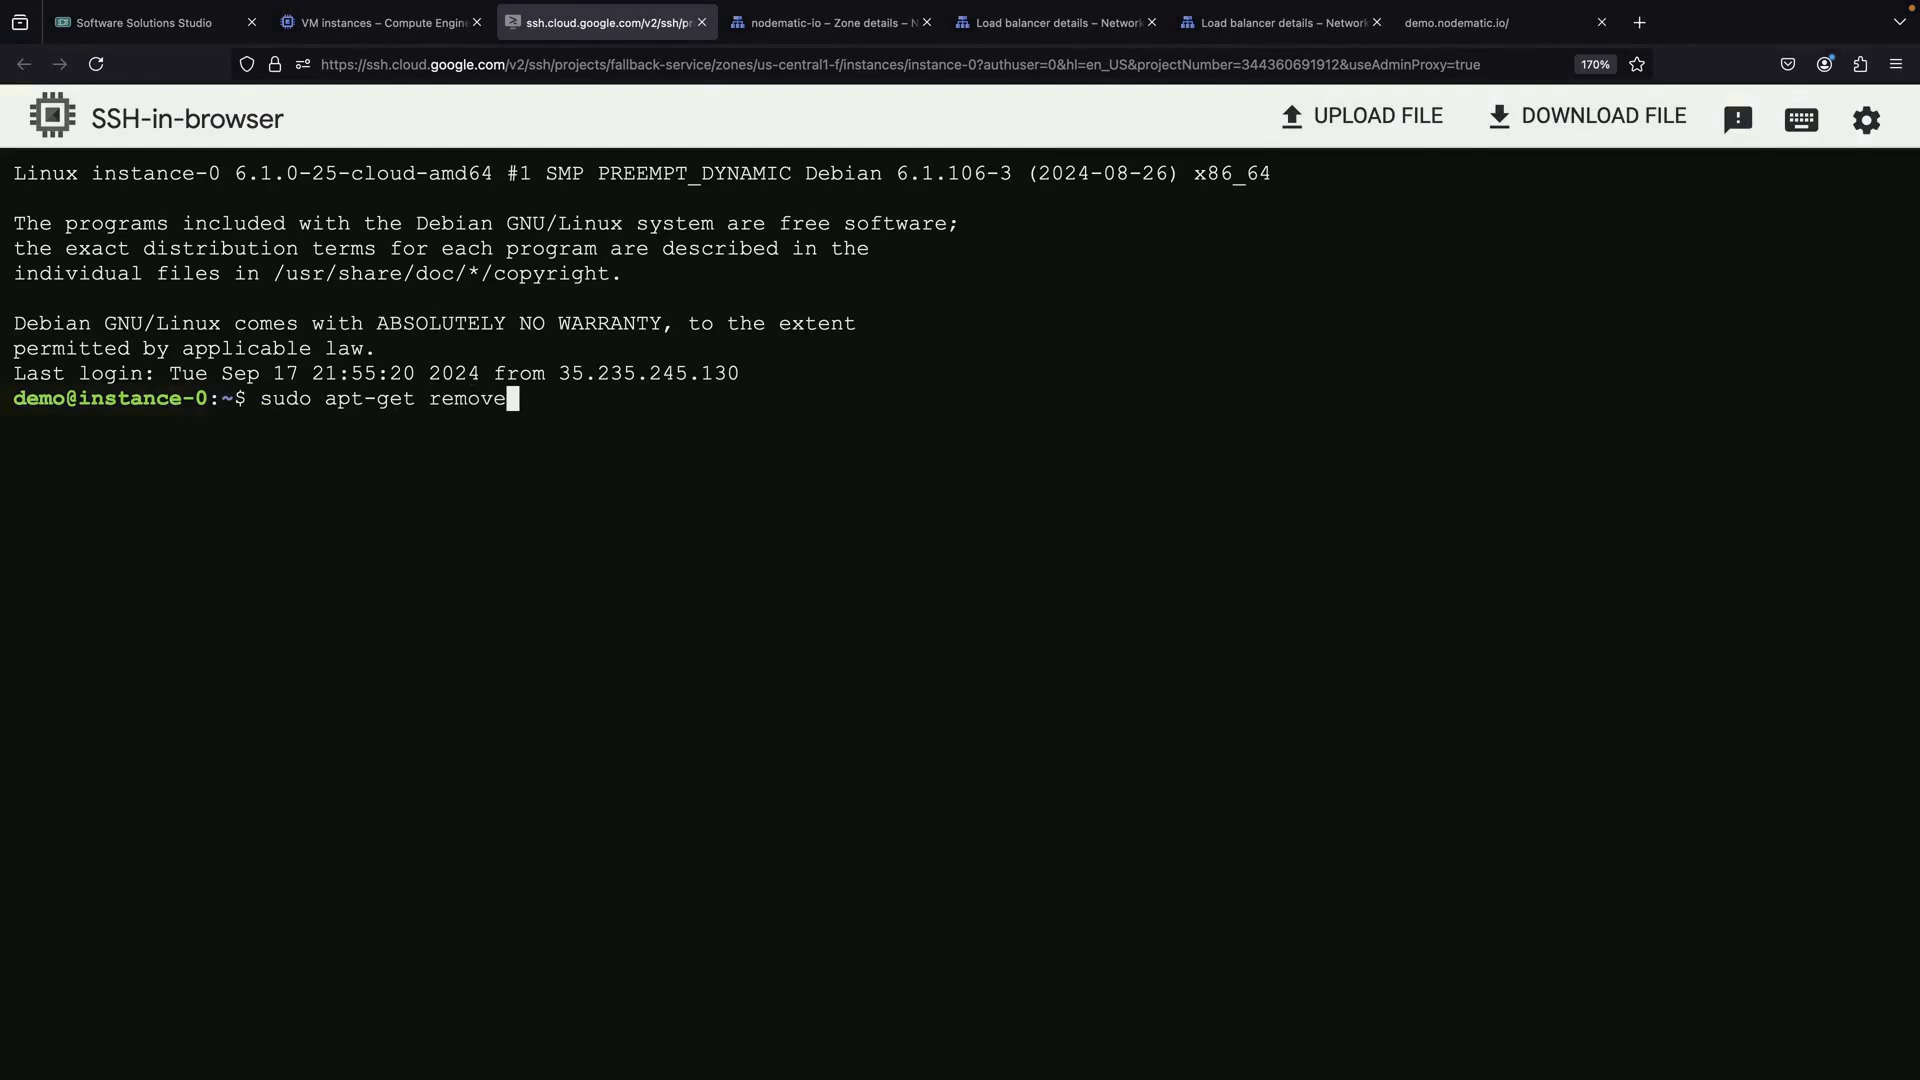 Software Solutions Studio
VM instances – Compute Engin
ssh.cloud.google.com/v2/ssh/pr
nodematic-io – Zone details – N
Load balancer details – Network
Load balancer details – Network
demo.nodematic.io/
https://ssh.cloud.google.com/v2/ssh/projects/fallback-service/zones/us-central1-f/instances/instance-0?authuser=0&hl=en_US&projectNumber=344360691912&useAdminProxy=true
170%
SSH-in-browser
UPLOAD FILE
DOWNLOAD FILE
Linux instance-0 6.1.0-25-cloud-amd64 #1 SMP PREEMPT_DYNAMIC Debian 6.1.106-3 (2024-08-26) x86_64
The programs included with the Debian GNU/Linux system are free software;
the exact distribution terms for each program are described in the
individual files in /usr/share/doc/*/copyright.
Debian GNU/Linux comes with ABSOLUTELY NO WARRANTY, to the extent
permitted by applicable law.
Last login: Tue Sep 17 21:55:20 2024 from 35.235.245.130
demo@instance-0:~$ sudo apt-get remove